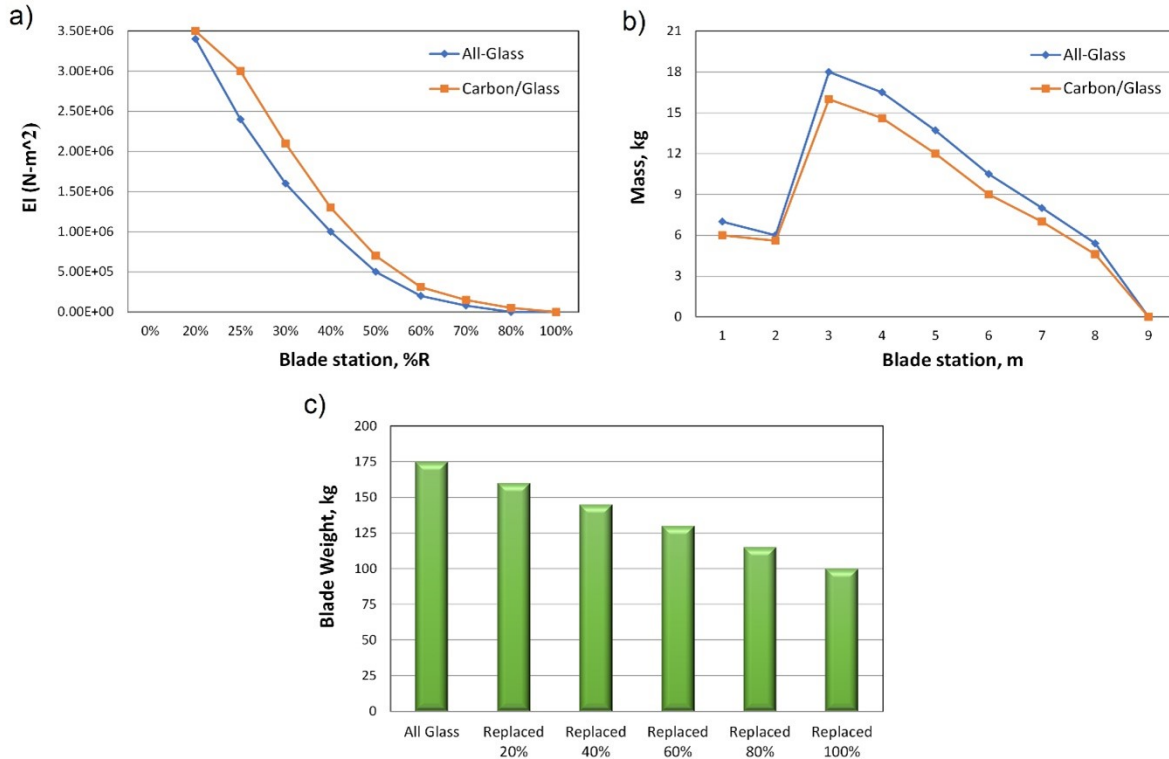 a)
3.50E+06
3.00E+06
2.50E+06
2.00E+06
1.50E+06
1.00E+06
5.00E+05
0.00E+00
EI (N-m^2)
All-Glass
Carbon/Glass
0% 20% 25% 30% 40% 50% 60% 70% 80% 100%
Blade station, %R
b)
21
18
15
12
9
6
3
0
Mass, kg
All-Glass
Carbon/Glass
1 2 3 4 5 6 7 8 9
Blade station, m
c)
200
175
150
125
100
75
50
25
0
Blade Weight, kg
All Glass
Replaced
20%
Replaced
40%
Replaced
60%
Replaced
80%
Replaced
100%